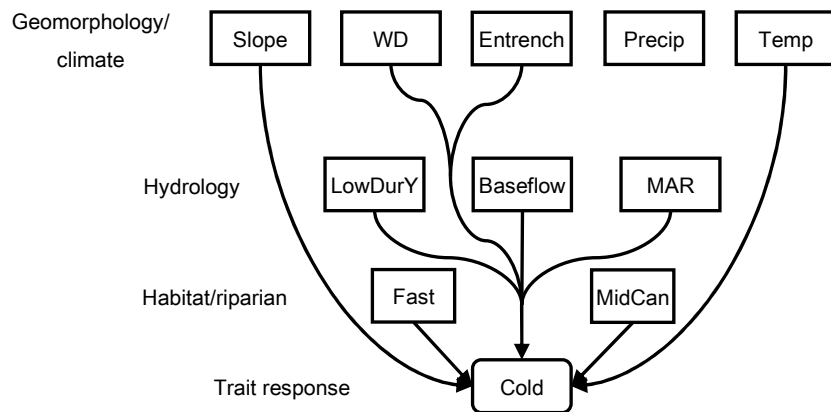 Geomorphology/
climate
Slope
WD
Entrench
Precip
Temp
Hydrology
LowDurY
Baseflow
MAR
Habitat/riparian
Fast
MidCan
Trait response
Cold